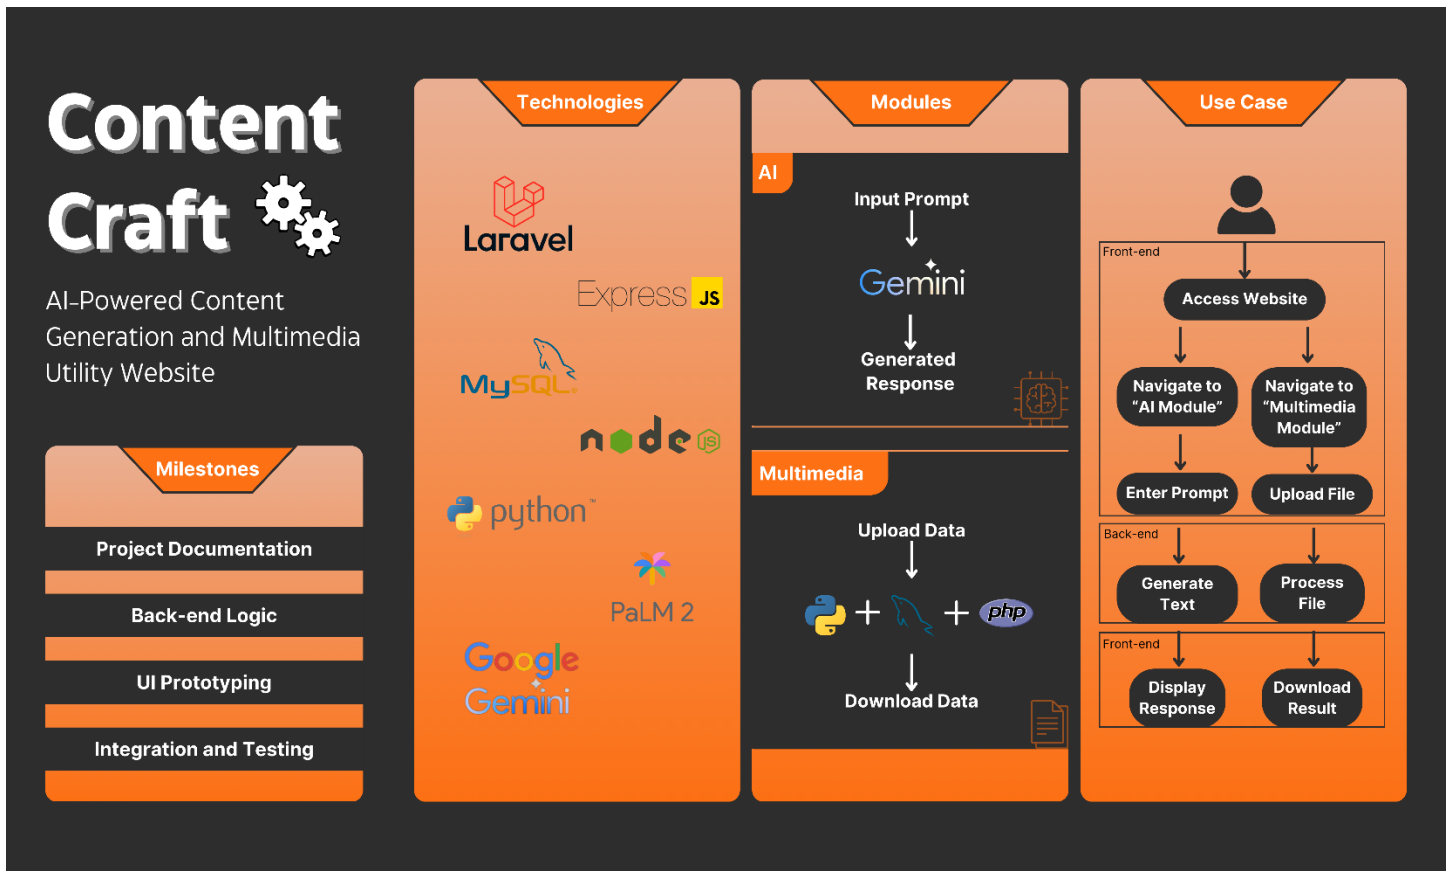 Content
Craft
AI-Powered Content
Generation and Multimedia
Utility Website
Milestones
Project Documentation
Back-end Logic
UI Prototyping
Integration and Testing
Technologies
Laravel
Express JS
MySQL
node JS
python™
PaLM 2
Google
Gemini
Modules
AI
Input Prompt
Gemini
Generated
Response
Multimedia
Upload Data
php
Download Data
Use Case
Front-end
Access Website
Navigate to
“AI Module”
Navigate to
“Multimedia
Module”
Enter Prompt
Upload File
Back-end
Generate
Text
Process
File
Front-end
Display
Response
Download
Result